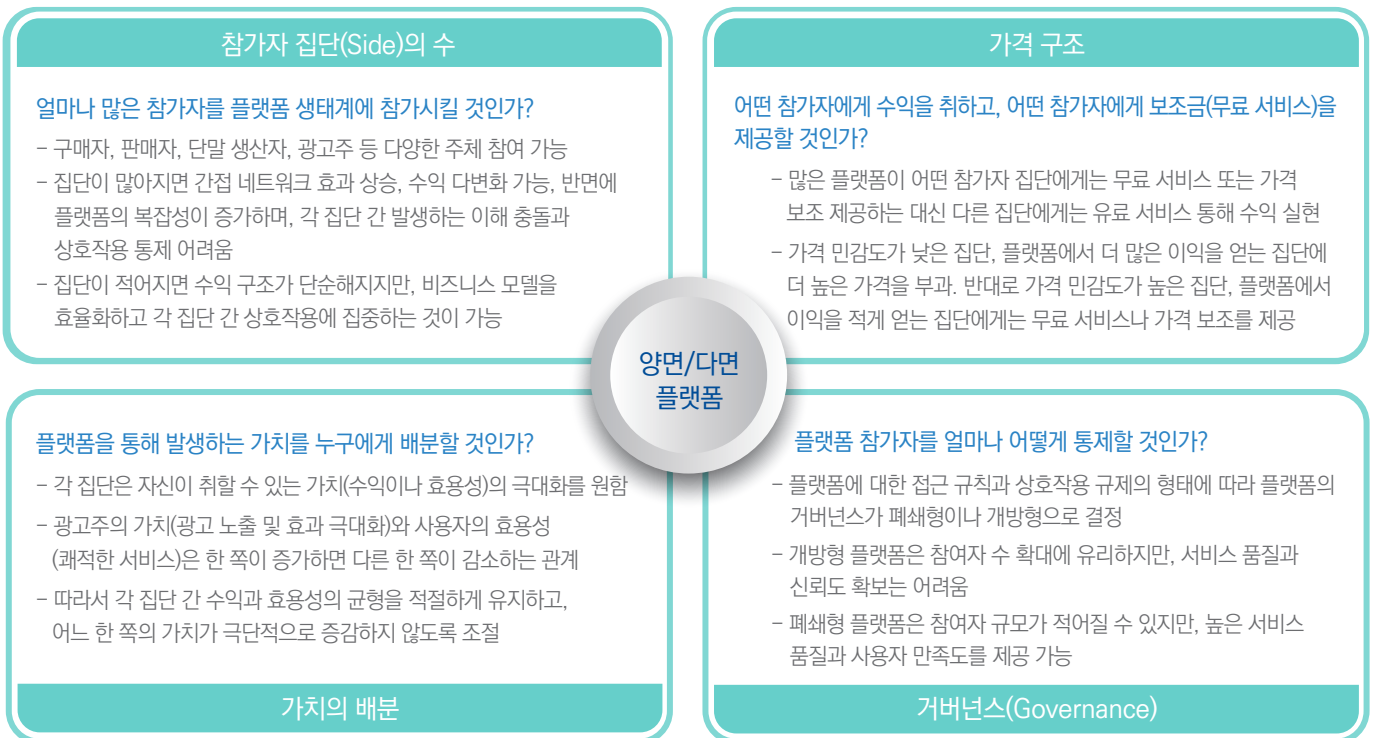 참가자 집단(Side)의 수
얼마나 많은 참가자를 플랫폼 생태계에 참가시킬 것인가?
- 구매자, 판매자, 단말 생산자, 광고주 등 다양한 주체 참여 가능
- 집단이 많아지면 간접 네트워크 효과 상승, 수익 다변화 가능, 반면에
플랫폼의 복잡성이 증가하며, 각 집단 간 발생하는 이해 충돌과
상호작용 통제 어려움
- 집단이 적어지면 수익 구조가 단순해지지만, 비즈니스 모델을
효율화하고 각 집단 간 상호작용에 집중하는 것이 가능
가격 구조
어떤 참가자에게 수익을 취하고, 어떤 참가자에게 보조금(무료 서비스)을
제공할 것인가?
- 많은 플랫폼이 어떤 참가자 집단에게는 무료 서비스 또는 가격
보조 제공하는 대신 다른 집단에게는 유료 서비스 통해 수익 실현
- 가격 민감도가 낮은 집단, 플랫폼에서 더 많은 이익을 얻는 집단에
더 높은 가격을 부과. 반대로 가격 민감도가 높은 집단, 플랫폼에서
이익을 적게 얻는 집단에게는 무료 서비스나 가격 보조를 제공
양면/다면
플랫폼
플랫폼을 통해 발생하는 가치를 누구에게 배분할 것인가?
- 각 집단은 자신이 취할 수 있는 가치(수익이나 효용성)의 극대화를 원함
- 광고주의 가치(광고 노출 및 효과 극대화)와 사용자의 효용성
(쾌적한 서비스)은 한 쪽이 증가하면 다른 한 쪽이 감소하는 관계
- 따라서 각 집단 간 수익과 효용성의 균형을 적절하게 유지하고,
어느 한 쪽의 가치가 극단적으로 증감하지 않도록 조절
가치의 배분
플랫폼 참가자를 얼마나 어떻게 통제할 것인가?
- 플랫폼에 대한 접근 규칙과 상호작용 규제의 형태에 따라 플랫폼의
거버넌스가 폐쇄형이나 개방형으로 결정
- 개방형 플랫폼은 참여자 수 확대에 유리하지만, 서비스 품질과
신뢰도 확보는 어려움
- 폐쇄형 플랫폼은 참여자 규모가 적어질 수 있지만, 높은 서비스
품질과 사용자 만족도를 제공 가능
거버넌스(Governance)